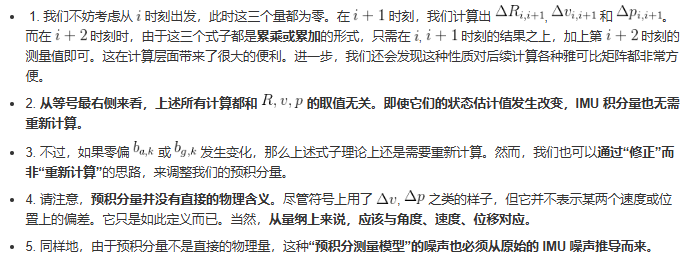 1. 我们不妨考虑从 i 时刻出发，此时这三个量都为零。在 i + 1 时刻，我们计算出 ΔR_{i,i+1}, Δv_{i,i+1} 和 Δp_{i,i+1}。
而在 i + 2 时刻时，由于这三个式子都是累乘或累加的形式，只需在 i, i + 1 时刻的结果之上，加上第 i + 2 时刻的
测量值即可。这在计算层面带来了很大的便利。进一步，我们还会发现这种性质对后续计算各种雅可比矩阵都非常方
便。
2. 从等号最右侧来看，上述所有计算都和 R, v, p 的取值无关。即使它们的状态估计值发生改变，IMU 积分量也无需
重新计算。
3. 不过，如果零偏 b_{a,k} 或 b_{g,k} 发生变化，那么上述式子理论上还是需要重新计算。然而，我们也可以通过“修正”而
非“重新计算”的思路，来调整我们的预积分量。
4. 请注意，预积分量并没有直接的物理含义。尽管符号上用了 Δv, Δp 之类的样子，但它并不表示某两个速度或位
置上的偏差。它只是如此定义而已。当然，从量纲上来说，应该与角度、速度、位移对应。
5. 同样地，由于预积分量不是直接的物理量，这种“预积分测量模型”的噪声也必须从原始的 IMU 噪声推导而来。